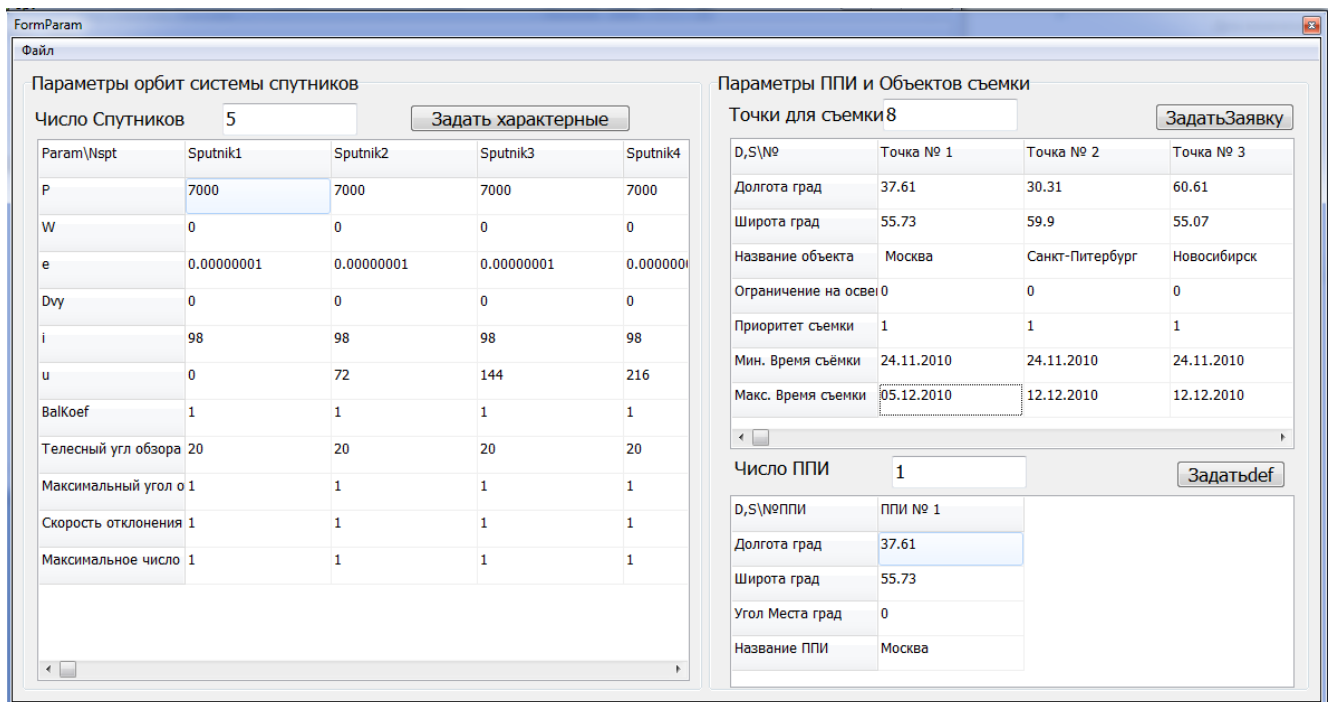 FormParam
Файл
Параметры орбит системы спутников
Число Спутников 5 Задать характерные
Param\Nspt Sputnik1 Sputnik2 Sputnik3 Sputnik4
P 7000 7000 7000 7000
W 0 0 0 0
e 0.00000001 0.00000001 0.00000001 0.000000
Dvy 0 0 0 0
i 98 98 98 98
u 0 72 144 216
BalKoef 1 1 1 1
Телесный угл обзора 20 20 20 20
Максимальный угол о 1 1 1 1
Скорость отклонения 1 1 1 1
Максимальное число 1 1 1 1
Параметры ППИ и Объектов съемки
Точки для съемки 8 ЗадатьЗаявку
D,S\№ Точка № 1 Точка № 2 Точка № 3
Долгота град 37.61 30.31 60.61
Широта град 55.73 59.9 55.07
Название объекта Москва Санкт-Питербург Новосибирск
Ограничение на осве 0 0 0
Приоритет съемки 1 1 1
Мин. Время съёмки 24.11.2010 24.11.2010 24.11.2010
Макс. Время съемки 05.12.2010 12.12.2010 12.12.2010
Число ППИ 1 Задатьdef
D,S\№ППИ ППИ № 1
Долгота град 37.61
Широта град 55.73
Угол Места град 0
Название ППИ Москва